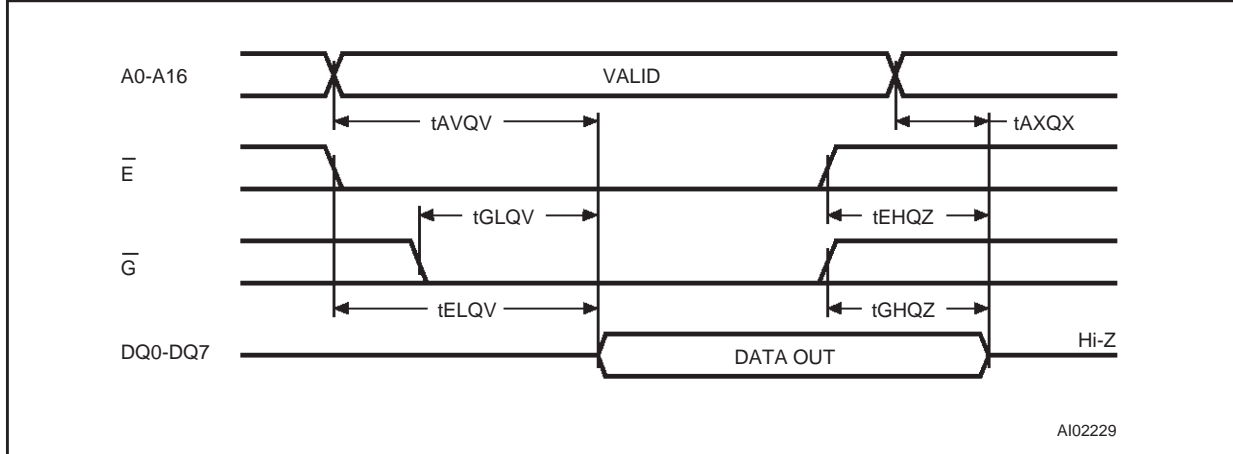 A0-A16
VALID
tAVQV
tAXQX
E̅
tGLQV
tEHQZ
G̅
tELQV
tGHQZ
DQ0-DQ7
DATA OUT
Hi-Z
AI02229